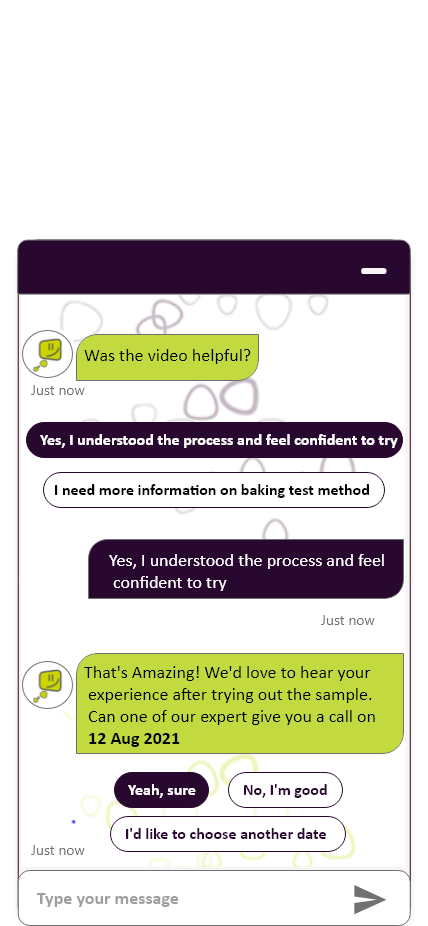 Was the video helpful?
Just now
Yes, I understood the process and feel confident to try
I need more information on baking test method
Yes, I understood the process and feel
confident to try
Just now
That's Amazing! We'd love to hear your
experience after trying out the sample.
Can one of our expert give you a call on
12 Aug 2021
Yeah, sure
No, I'm good
I'd like to choose another date
Just now
Type your message